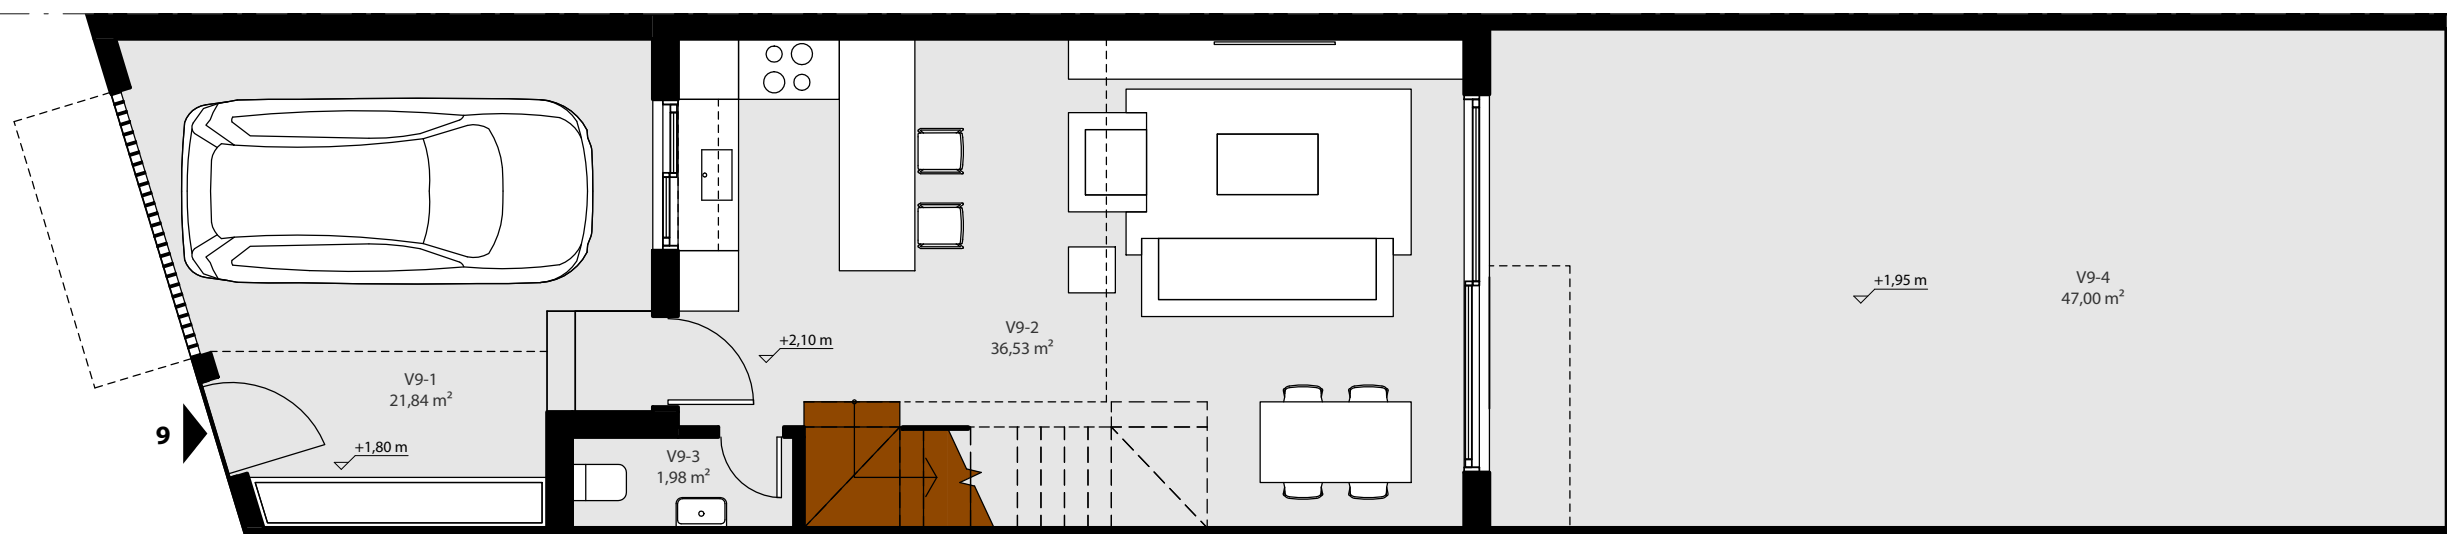 V9-1
21,84 m²
9
+1,80 m
V9-3
1,98 m²
+2,10 m
V9-2
36,53 m²
+1,95 m
V9-4
47,00 m²